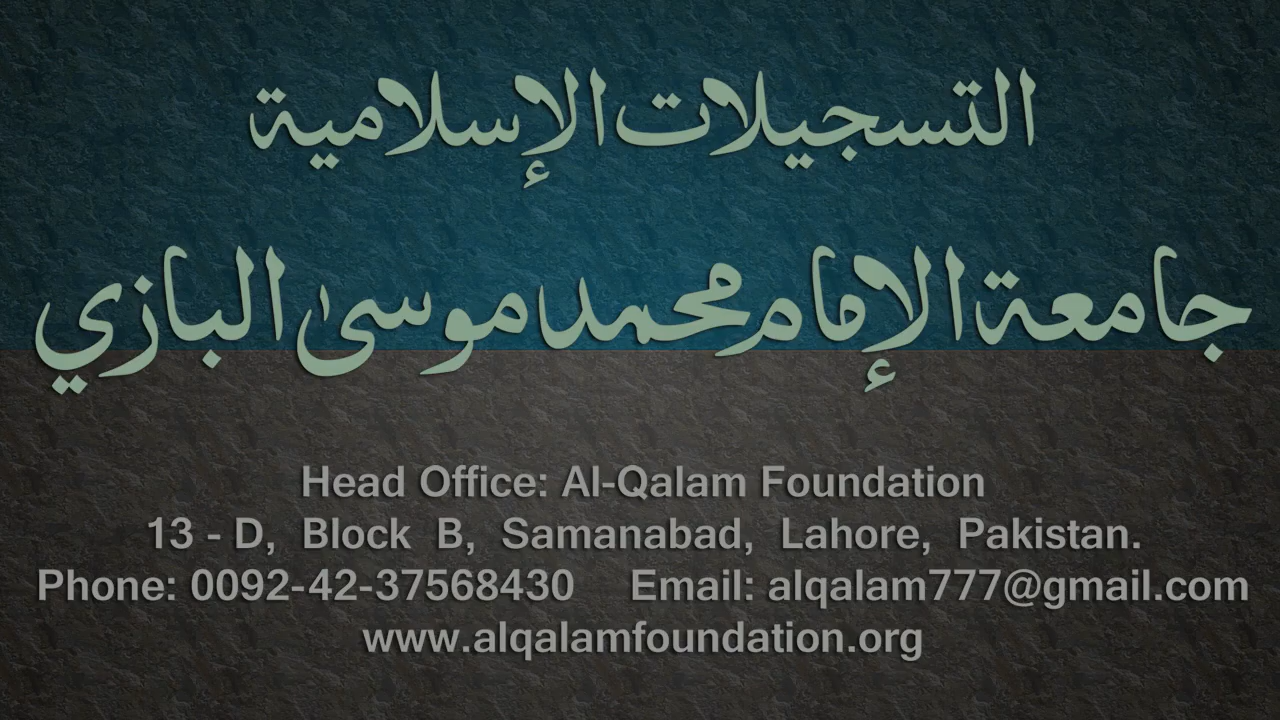 التسجيلات الإسلامية
جامعة الإمام محمد موسىٰ البازي
Head Office: Al-Qalam Foundation
13 - D, Block B, Samanabad, Lahore, Pakistan.
Phone: 0092-42-37568430 Email: alqalam777@gmail.com
www.alqalamfoundation.org